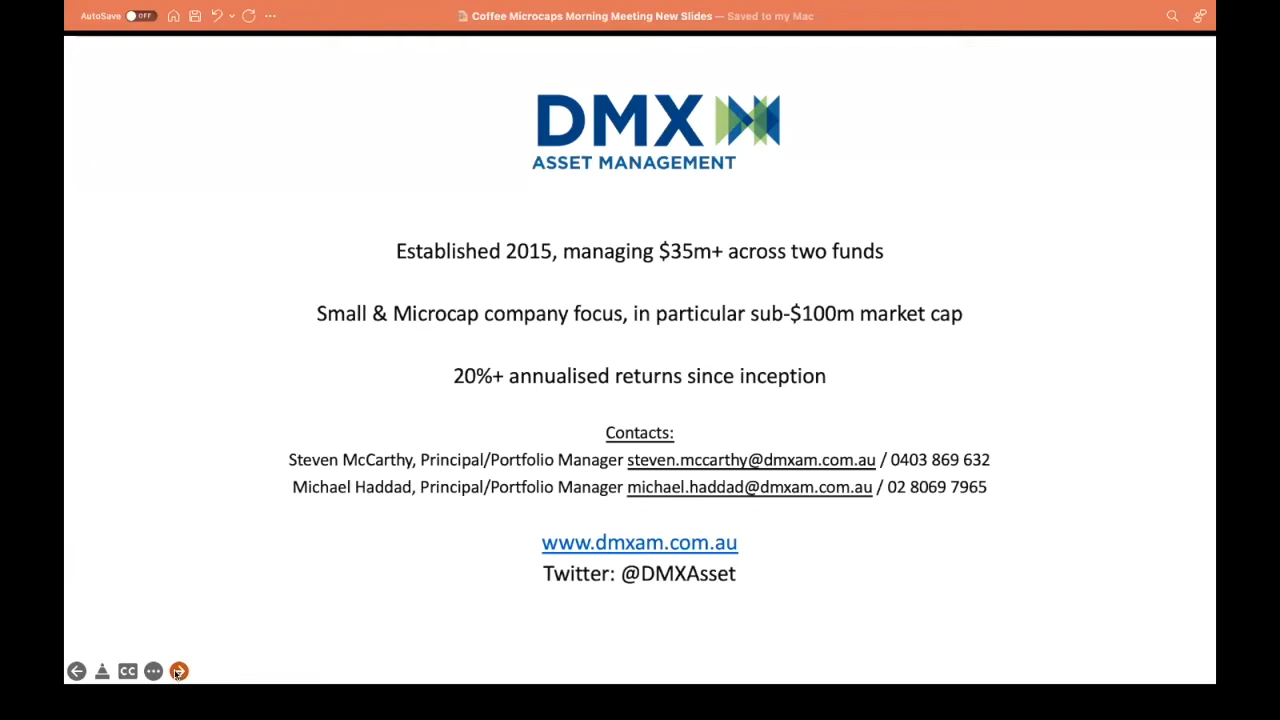 AutoSave OFF
Coffee Microcaps Morning Meeting New Slides — Saved to my Mac
DMX
ASSET MANAGEMENT
Established 2015, managing $35m+ across two funds
Small & Microcap company focus, in particular sub-$100m market cap
20%+ annualised returns since inception
Contacts:
Steven McCarthy, Principal/Portfolio Manager steven.mccarthy@dmxam.com.au / 0403 869 632
Michael Haddad, Principal/Portfolio Manager michael.haddad@dmxam.com.au / 02 8069 7965
www.dmxam.com.au
Twitter: @DMXAsset
CC